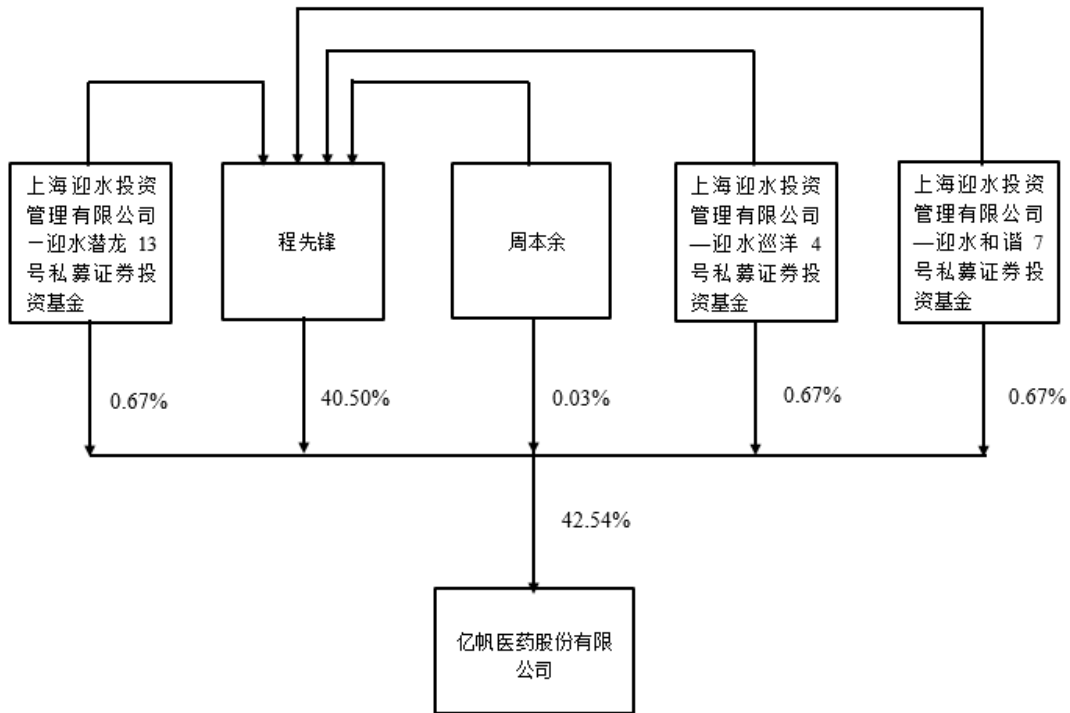 上海迎水投资
管理有限公司
－迎水潜龙 13
号私募证券投
资基金
程先锋
周本余
上海迎水投资
管理有限公司
—迎水巡洋 4
号私募证券投
资基金
上海迎水投资
管理有限公司
—迎水和谐 7
号私募证券投
资基金
0.67%
40.50%
0.03%
0.67%
0.67%
42.54%
亿帆医药股份有限
公司